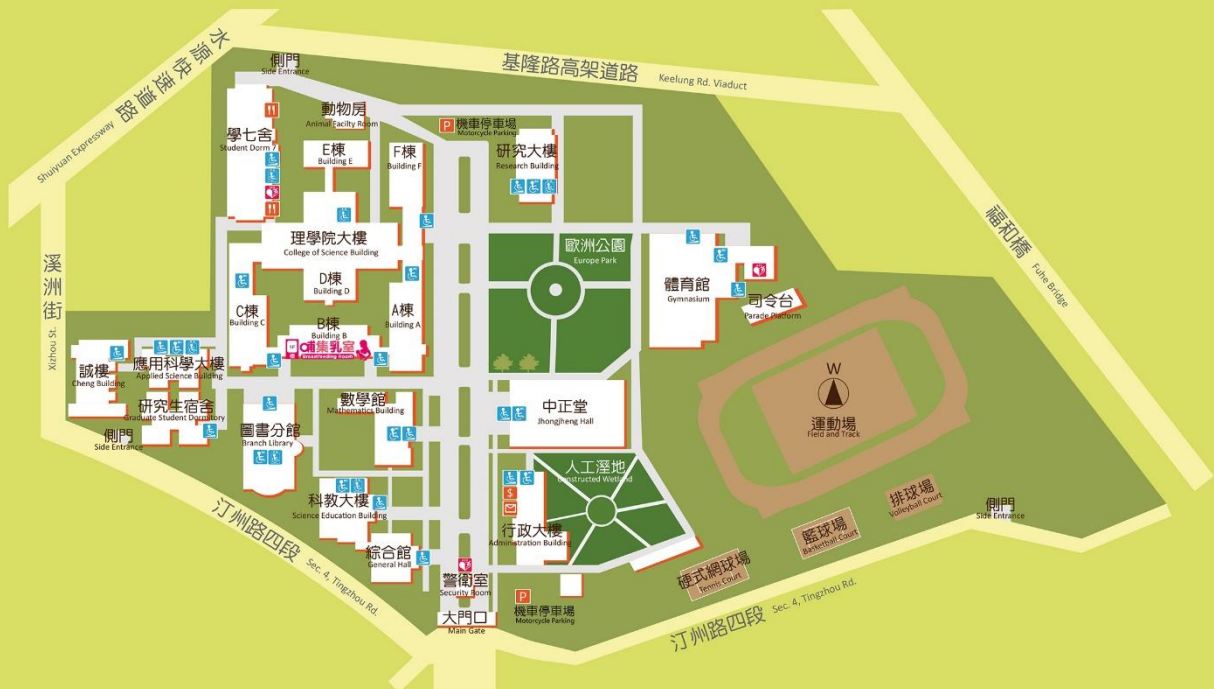 水源快速道路
Shuiyuan Expressway
側門
Side Entrance
基隆路高架道路 Keelung Rd. Viaduct
動物房
Animal Facilty Room
P 機車停車場
Motorcycle Parking
學七舍
Student Dorm 7
E棟
Building E
F棟
Building F
研究大樓
Research Building
福和橋
Fuhe Bridge
理學院大樓
College of Science Building
歐洲公園
Europe Park
體育館
Gymnasium
司令台
Parade Platform
溪洲街
Xizhou St.
D棟
Building D
C棟
Building C
A棟
Building A
B棟
Building B
哺集乳室
Breastfeeding Room
誠樓
Cheng Building
應用科學大樓
Applied Science Building
W
運動場
Field and Track
研究生宿舍
Graduate Student Dormitory
側門
Side Entrance
圖書分館
Branch Library
數學館
Mathematics Building
中正堂
Jhongjheng Hall
人工溼地
Constructed Wetland
科教大樓
Science Education Building
$
行政大樓
Administration Building
排球場
Volleyball Court
籃球場
Basketball Court
側門
Side Entrance
綜合館
General Hall
硬式網球場
Tennis Court
警衛室
Security Room
P
機車停車場
Motorcycle Parking
大門口
Main Gate
汀州路四段 Sec. 4, Tingzhou Rd.
汀州路四段 Sec. 4, Tingzhou Rd.